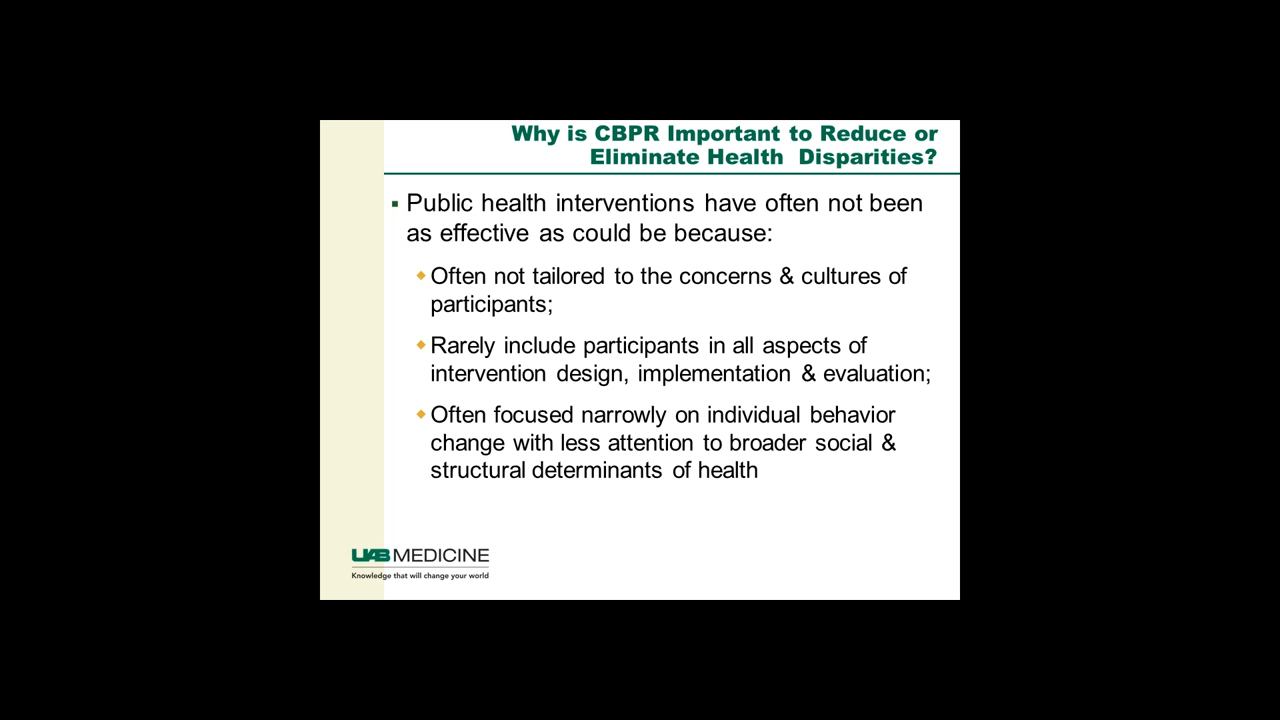 Why is CBPR Important to Reduce or
Eliminate Health Disparities?
Public health interventions have often not been
as effective as could be because:
Often not tailored to the concerns & cultures of
participants;
Rarely include participants in all aspects of
intervention design, implementation & evaluation;
Often focused narrowly on individual behavior
change with less attention to broader social &
structural determinants of health
UAB MEDICINE
Knowledge that will change your world